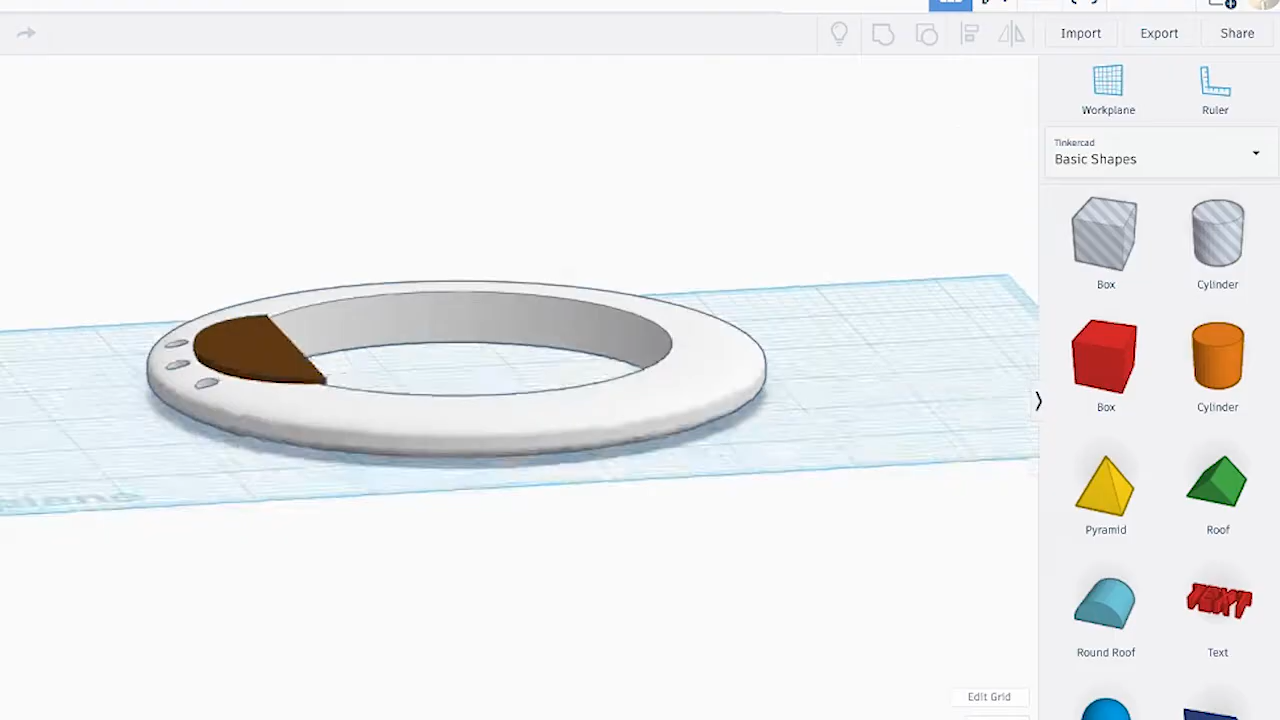 Import Export Share
Workplane Ruler
Tinkercad
Basic Shapes
Box Cylinder
Box Cylinder
Pyramid Roof
TEXT
Round Roof Text
Edit Grid